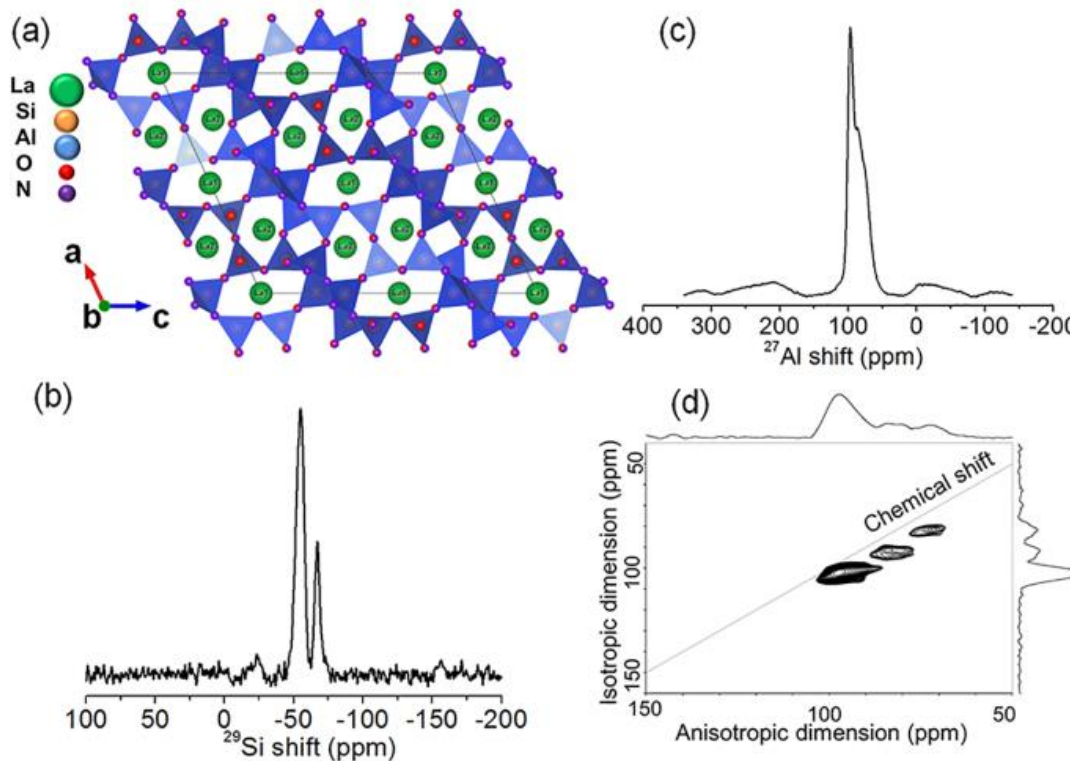 (a)
La
Si
Al
O
N
a
b
c
(b)
100 50 0 -50 -100 -150 -200
²⁹Si shift (ppm)
(c)
400 300 200 100 0 -100 -200
²⁷Al shift (ppm)
(d)
Chemical shift
Isotropic dimension (ppm)
50
100
150
150 100 50
Anisotropic dimension (ppm)